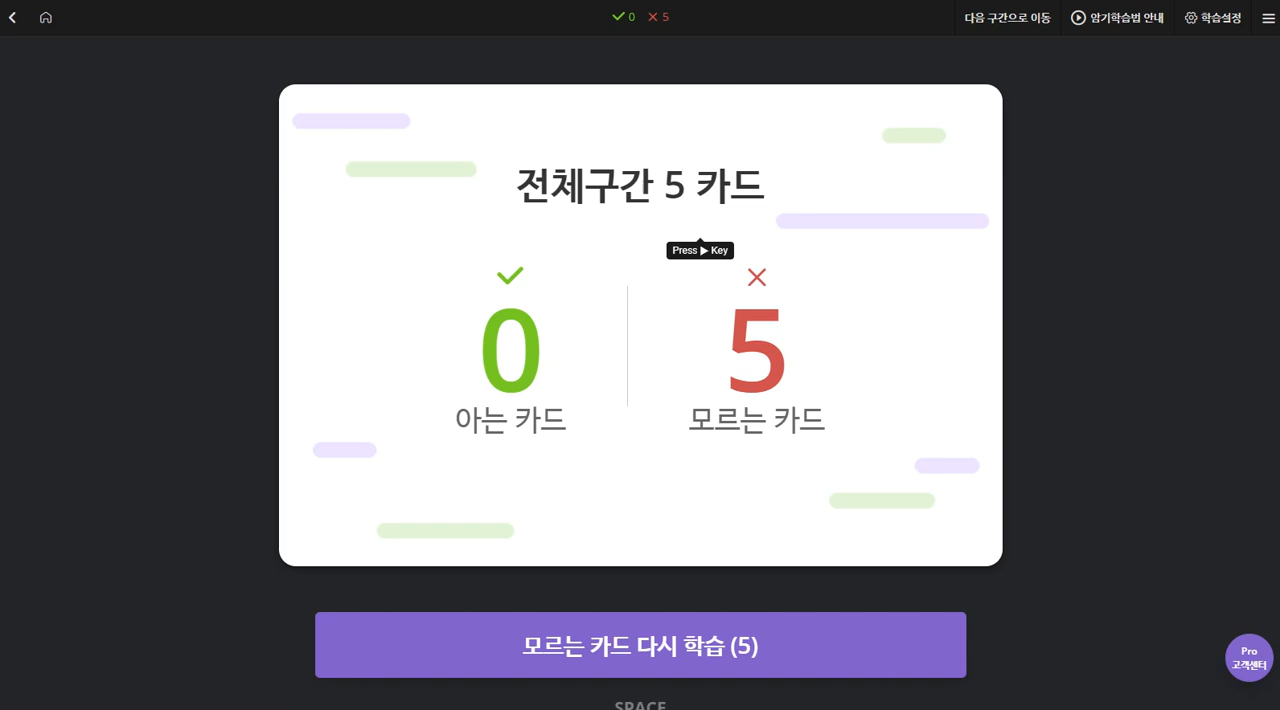 0 5
다음 구간으로 이동
암기학습법 안내
학습설정
전체구간 5 카드
Press ▶ Key
0
아는 카드
5
모르는 카드
모르는 카드 다시 학습 (5)
Pro
고객센터
SPACE